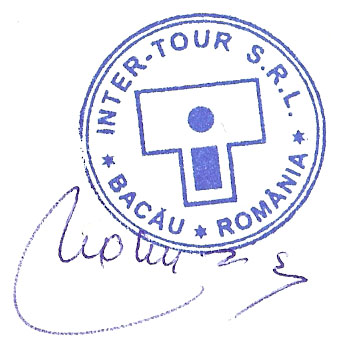 INTER-TOUR S.R.L.
* BACĂU * ROMÂNIA *